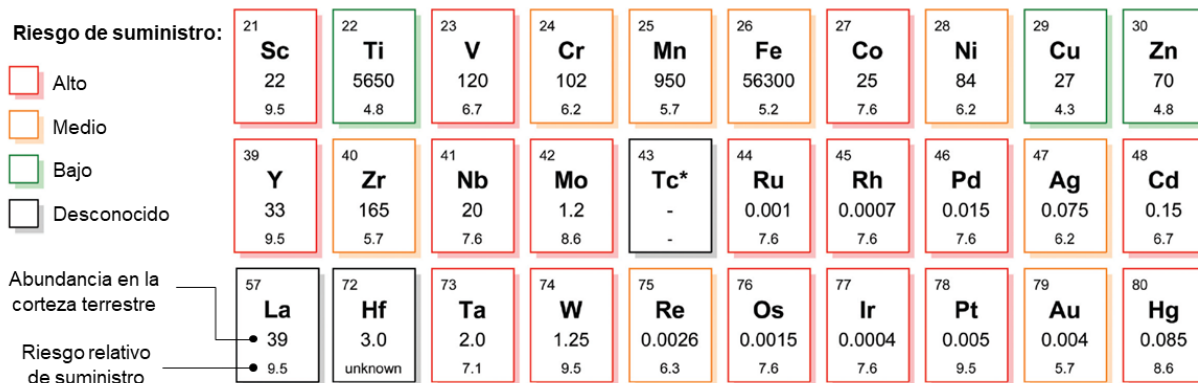 Riesgo de suministro:
Alto
Medio
Bajo
Desconocido
Abundancia en la
corteza terrestre
Riesgo relativo
de suministro
21 22 23 24 25 26 27 28 29 30
Sc Ti V Cr Mn Fe Co Ni Cu Zn
22 5650 120 102 950 56300 25 84 27 70
9.5 4.8 6.7 6.2 5.7 5.2 7.6 6.2 4.3 4.8
39 40 41 42 43 44 45 46 47 48
Y Zr Nb Mo Tc* Ru Rh Pd Ag Cd
33 165 20 1.2 - 0.001 0.0007 0.015 0.075 0.15
9.5 5.7 7.6 8.6 - 7.6 7.6 7.6 6.2 6.7
57 72 73 74 75 76 77 78 79 80
La Hf Ta W Re Os Ir Pt Au Hg
39 3.0 2.0 1.25 0.0026 0.0015 0.0004 0.005 0.004 0.085
9.5 unknown 7.1 9.5 6.3 7.6 7.6 9.5 5.7 8.6